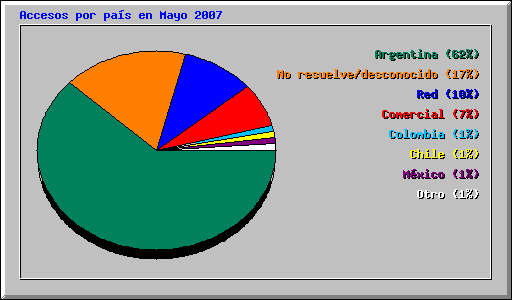 Accesos por país en Mayo 2007
Argentina (62%)
No resuelve/desconocido (17%)
Red (10%)
Comercial (7%)
Colombia (1%)
Chile (1%)
México (1%)
Otro (1%)